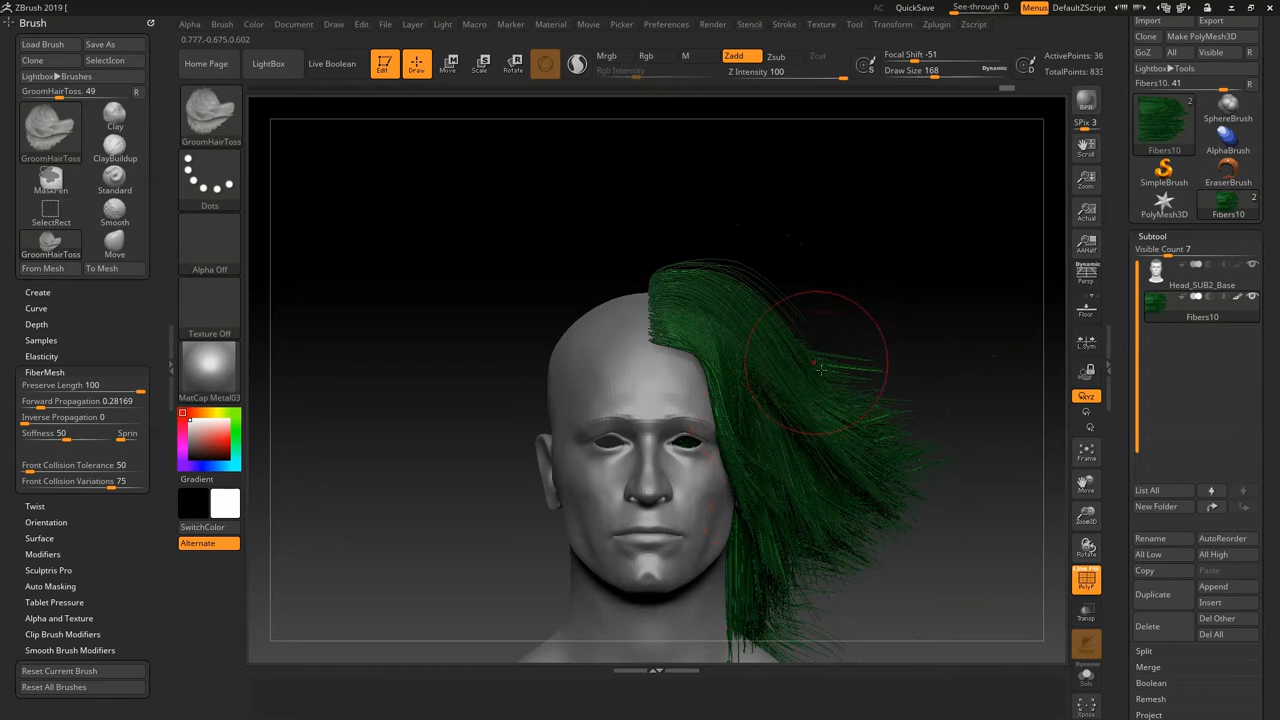 ZBrush 2019 [
AC QuickSave See-through 0 Menus DefaultZScript
Alpha Brush Color Document Draw Edit File Layer Light Macro Marker Material Movie Picker Preferences Render Stencil Stroke Texture Tool Transform Zplugin Zscript
0.777,-0.675,0.602
Brush
Load Brush Save As
Clone SelectIcon
Lightbox▶Brushes
GroomHairToss. 49 R
GroomHairToss
Clay
ClayBuildup
MaskPen
Standard
SelectRect
Smooth
GroomHairToss
Move
From Mesh To Mesh
Create
Curve
Depth
Samples
Elasticity
FiberMesh
Preserve Length 100
Forward Propagation 0.28169
Inverse Propagation 0
Stiffness 50 Sprin
Front Collision Tolerance 50
Front Collision Variations 75
Twist
Orientation
Surface
Modifiers
Sculptris Pro
Auto Masking
Tablet Pressure
Alpha and Texture
Clip Brush Modifiers
Smooth Brush Modifiers
Reset Current Brush
Reset All Brushes
Home Page LightBox Live Boolean
Edit Draw Move Scale Rotate
Mrgb Rgb M
Rgb Intensity
Zadd Zsub Zcut
Z Intensity 100
Focal Shift -51
Draw Size 168 Dynamic
S
D
ActivePoints: 36
TotalPoints: 833
GroomHairToss
Dots
Alpha Off
Texture Off
MatCap Metal03
Gradient
SwitchColor
Alternate
BPR
SPix 3
Scroll
Zoom
Actual
AAHalf
Dynamic
Persp
Floor
L.Sym
XYZ
Frame
Move
Zoom3D
Rotate
Line Fill
PolyF
Transp
Dynamic
Solo
Xpose
Import Export
Clone Make PolyMesh3D
GoZ All Visible R
Lightbox▶Tools
Fibers10. 41 R
2
Fibers10
SphereBrush
AlphaBrush
SimpleBrush
EraserBrush
2
PolyMesh3D
Fibers10
Subtool
Visible Count 7
Head_SUB2_Base
Fibers10
List All
New Folder
Rename AutoReorder
All Low All High
Copy Paste
Duplicate
Append
Insert
Delete
Del Other
Del All
Split
Merge
Boolean
Remesh
Project